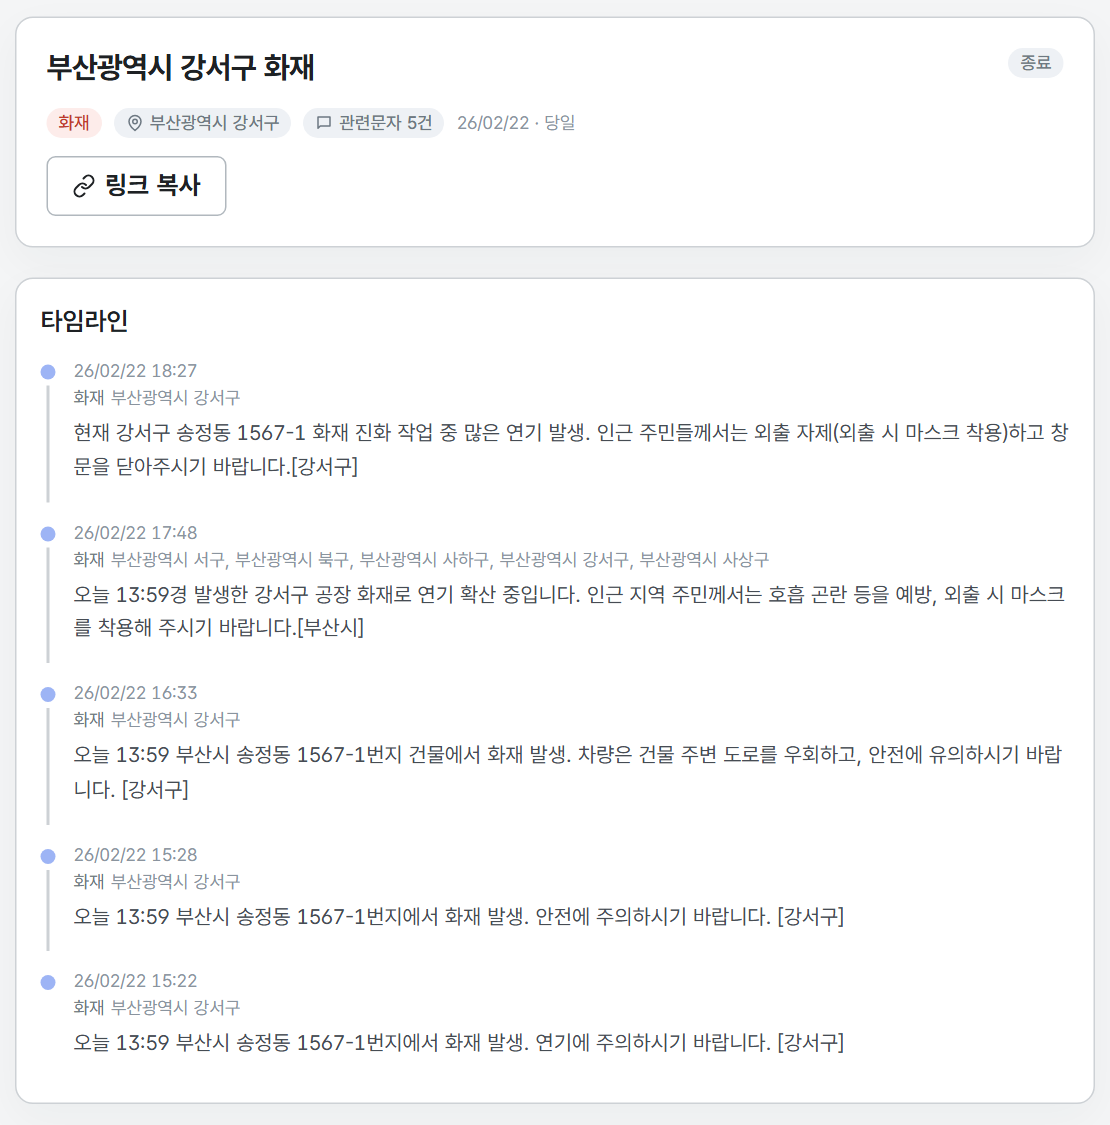 부산광역시 강서구 화재
종료
화재 부산광역시 강서구 관련문자 5건 26/02/22 · 당일
링크 복사
타임라인
26/02/22 18:27
화재 부산광역시 강서구
현재 강서구 송정동 1567-1 화재 진화 작업 중 많은 연기 발생. 인근 주민들께서는 외출 자제(외출 시 마스크 착용)하고 창
문을 닫아주시기 바랍니다.[강서구]
26/02/22 17:48
화재 부산광역시 서구, 부산광역시 북구, 부산광역시 사하구, 부산광역시 강서구, 부산광역시 사상구
오늘 13:59경 발생한 강서구 공장 화재로 연기 확산 중입니다. 인근 지역 주민께서는 호흡 곤란 등을 예방, 외출 시 마스크
를 착용해 주시기 바랍니다.[부산시]
26/02/22 16:33
화재 부산광역시 강서구
오늘 13:59 부산시 송정동 1567-1번지 건물에서 화재 발생. 차량은 건물 주변 도로를 우회하고, 안전에 유의하시기 바랍
니다. [강서구]
26/02/22 15:28
화재 부산광역시 강서구
오늘 13:59 부산시 송정동 1567-1번지에서 화재 발생. 안전에 주의하시기 바랍니다. [강서구]
26/02/22 15:22
화재 부산광역시 강서구
오늘 13:59 부산시 송정동 1567-1번지에서 화재 발생. 연기에 주의하시기 바랍니다. [강서구]